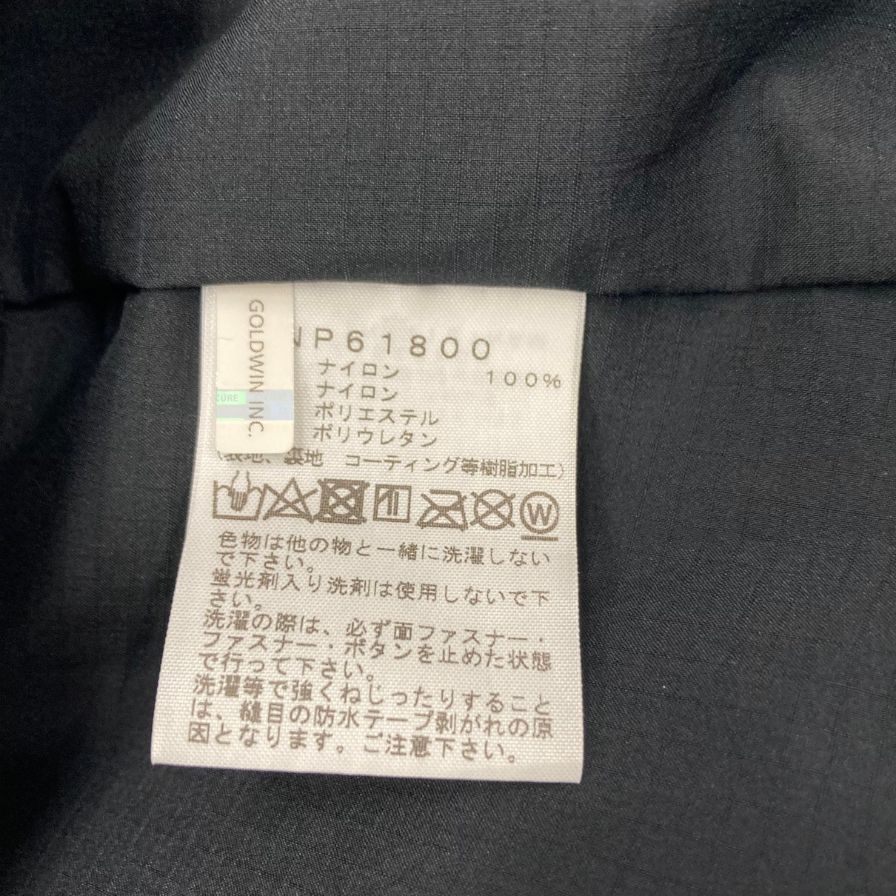 GOLDWIN INC.
CURE
NP61800
ナイロン 100%
ナイロン
ポリエステル
ポリウレタン
(表地、裏地 コーティング等樹脂加工)
W
色物は他の物と一緒に洗濯しない
で下さい。
蛍光剤入り洗剤は使用しないで下
さい。
洗濯の際は、必ず面ファスナー・
ファスナー・ボタンを止めた状態
で行って下さい。
洗濯等で強くねじったりすること
は、縫目の防水テープ剥がれの原
因となります。ご注意下さい。